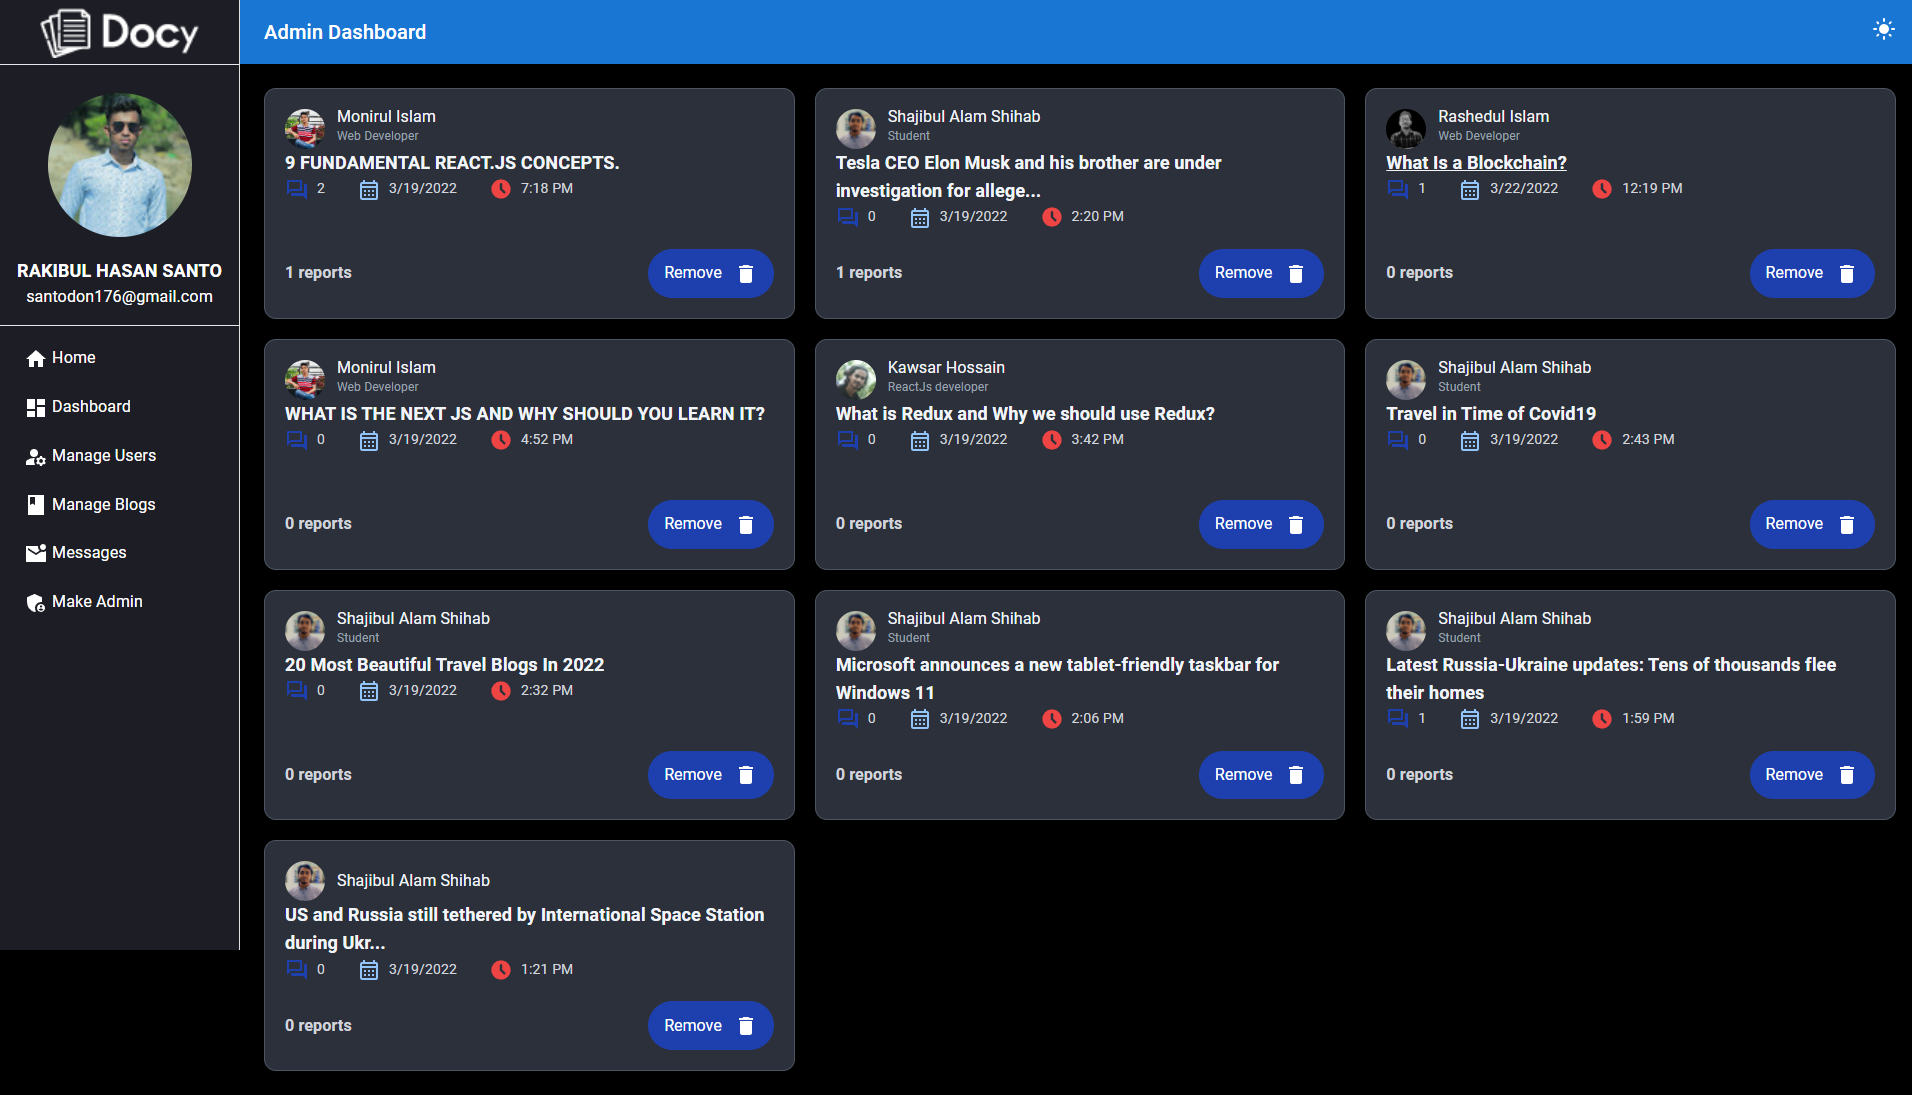 Docy
Admin Dashboard
RAKIBUL HASAN SANTO
santodon176@gmail.com
Home
Dashboard
Manage Users
Manage Blogs
Messages
Make Admin
Monirul Islam
Web Developer
9 FUNDAMENTAL REACT.JS CONCEPTS.
2 3/19/2022 7:18 PM
1 reports Remove
Shajibul Alam Shihab
Student
Tesla CEO Elon Musk and his brother are under
investigation for allege...
0 3/19/2022 2:20 PM
1 reports Remove
Rashedul Islam
Web Developer
What Is a Blockchain?
1 3/22/2022 12:19 PM
0 reports Remove
Monirul Islam
Web Developer
WHAT IS THE NEXT JS AND WHY SHOULD YOU LEARN IT?
0 3/19/2022 4:52 PM
0 reports Remove
Kawsar Hossain
ReactJs developer
What is Redux and Why we should use Redux?
0 3/19/2022 3:42 PM
0 reports Remove
Shajibul Alam Shihab
Student
Travel in Time of Covid19
0 3/19/2022 2:43 PM
0 reports Remove
Shajibul Alam Shihab
Student
20 Most Beautiful Travel Blogs In 2022
0 3/19/2022 2:32 PM
0 reports Remove
Shajibul Alam Shihab
Student
Microsoft announces a new tablet-friendly taskbar for
Windows 11
0 3/19/2022 2:06 PM
0 reports Remove
Shajibul Alam Shihab
Student
Latest Russia-Ukraine updates: Tens of thousands flee
their homes
1 3/19/2022 1:59 PM
0 reports Remove
Shajibul Alam Shihab
US and Russia still tethered by International Space Station
during Ukr...
0 3/19/2022 1:21 PM
0 reports Remove